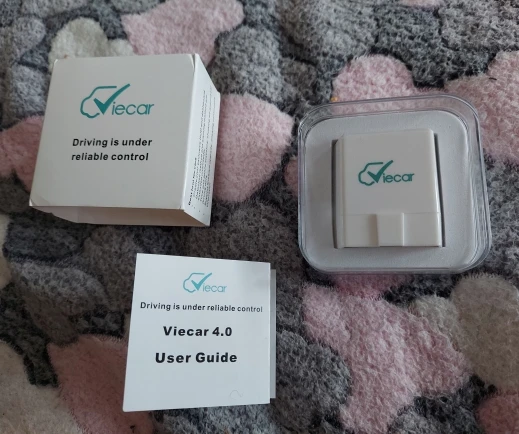 Viecar
Driving is under
reliable control
Viecar
Viecar
Driving is under reliable control
Viecar 4.0
User Guide